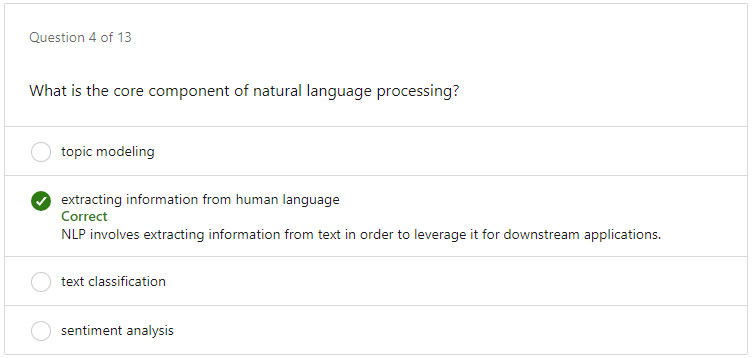 Question 4 of 13
What is the core component of natural language processing?
topic modeling
extracting information from human language
Correct
NLP involves extracting information from text in order to leverage it for downstream applications.
text classification
sentiment analysis